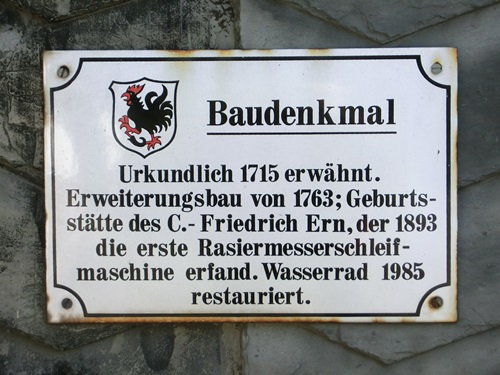 Baudenkmal
Urkundlich 1715 erwähnt.
Erweiterungsbau von 1763; Geburts-
stätte des C.- Friedrich Ern, der 1893
die erste Rasiermesserschleif-
maschine erfand. Wasserrad 1985
restauriert.